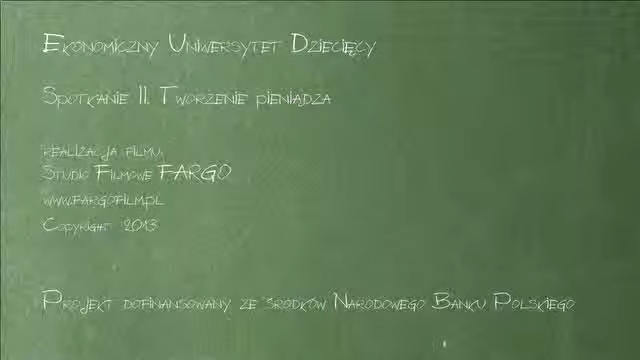 Ekonomiczny Uniwersytet Dziecięcy
Spotkanie II. Tworzenie pieniądza
realizacja filmu:
Studio Filmowe FARGO
www.fargofilm.pl
Copyright 2013
Projekt dofinansowany ze środków Narodowego Banku Polskiego